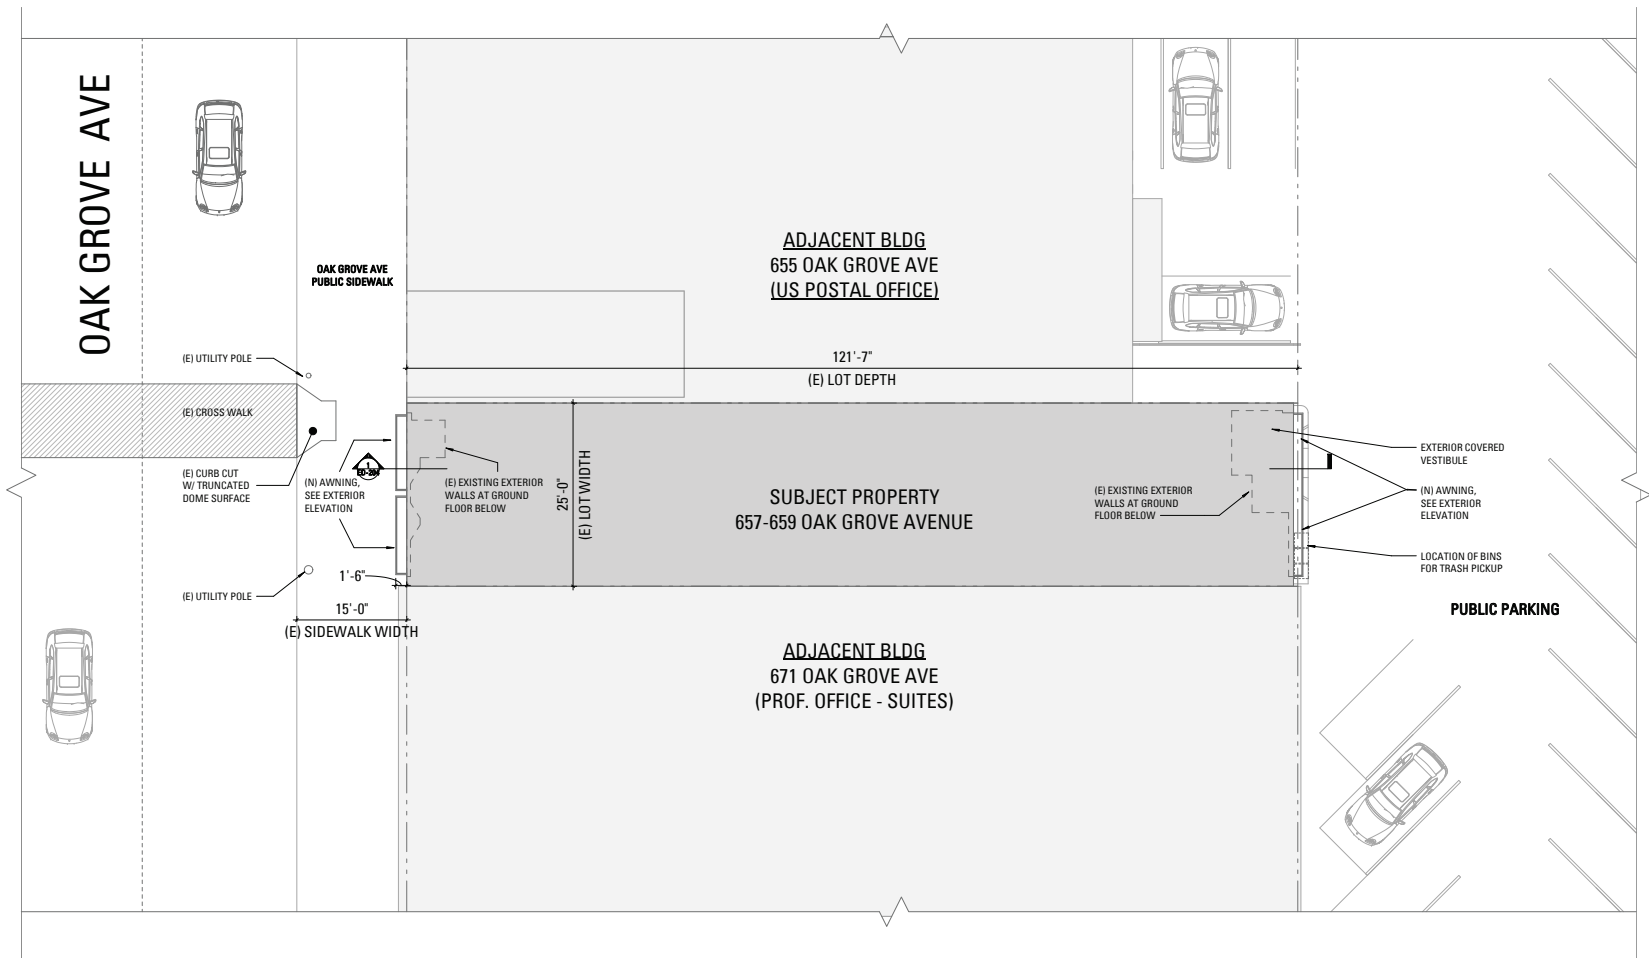 OAK GROVE AVE
OAK GROVE AVE
PUBLIC SIDEWALK
ADJACENT BLDG
655 OAK GROVE AVE
(US POSTAL OFFICE)
(E) UTILITY POLE
121'-7"
(E) LOT DEPTH
(E) CROSS WALK
(E) CURB CUT
W/ TRUNCATED
DOME SURFACE
1
EO-204
(N) AWNING,
SEE EXTERIOR
ELEVATION
(E) EXISTING EXTERIOR
WALLS AT GROUND
FLOOR BELOW
25'-0"
(E) LOT WIDTH
SUBJECT PROPERTY
657-659 OAK GROVE AVENUE
(E) EXISTING EXTERIOR
WALLS AT GROUND
FLOOR BELOW
EXTERIOR COVERED
VESTIBULE
(N) AWNING,
SEE EXTERIOR
ELEVATION
LOCATION OF BINS
FOR TRASH PICKUP
1'-6"
(E) UTILITY POLE
15'-0"
(E) SIDEWALK WIDTH
PUBLIC PARKING
ADJACENT BLDG
671 OAK GROVE AVE
(PROF. OFFICE - SUITES)